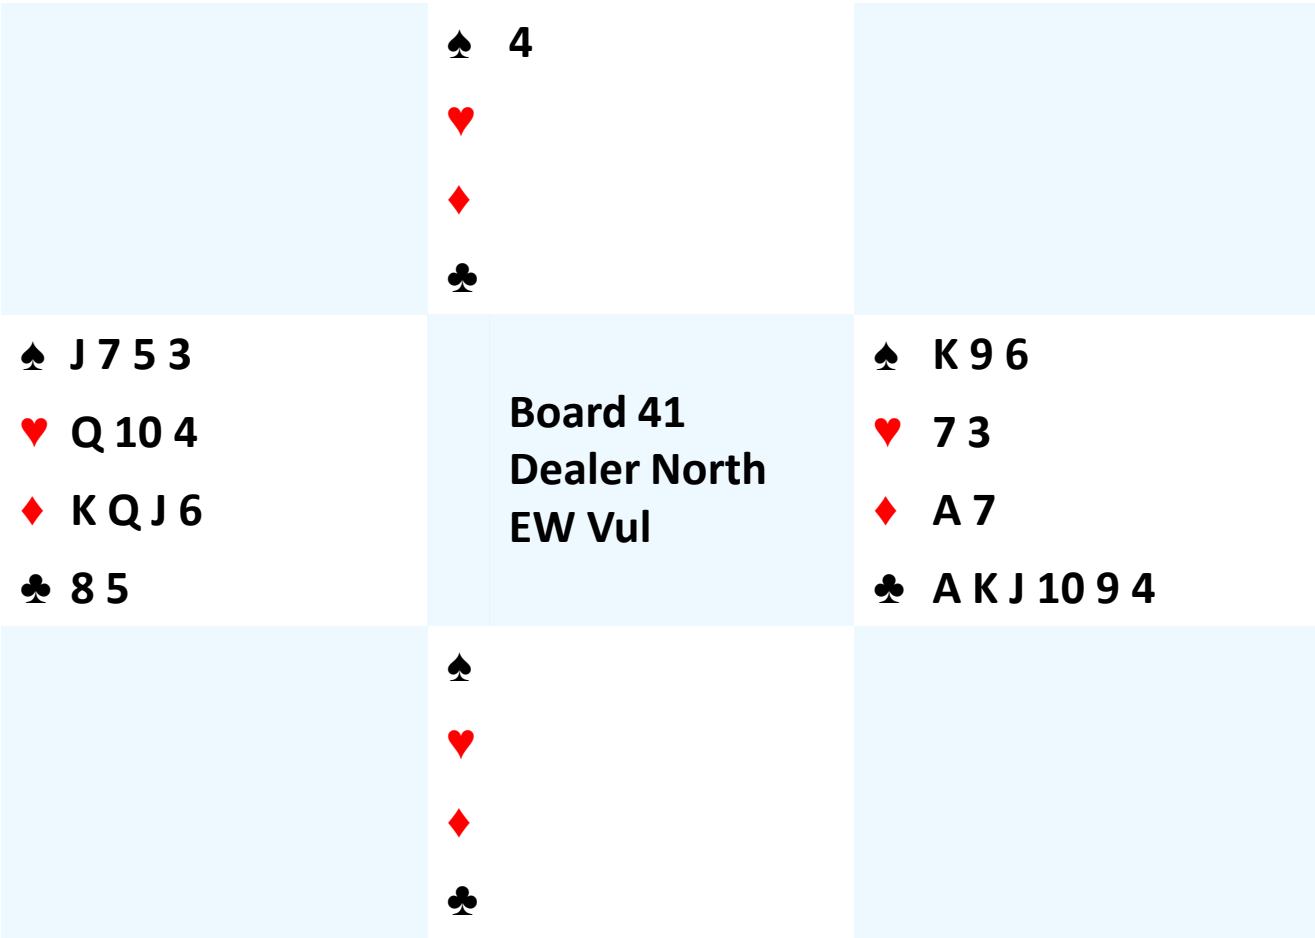 ♠ 4
♥
♦
♣
♠ J 7 5 3
♥ Q 10 4
♦ K Q J 6
♣ 8 5
Board 41
Dealer North
EW Vul
♠ K 9 6
♥ 7 3
♦ A 7
♣ A K J 10 9 4
♠
♥
♦
♣